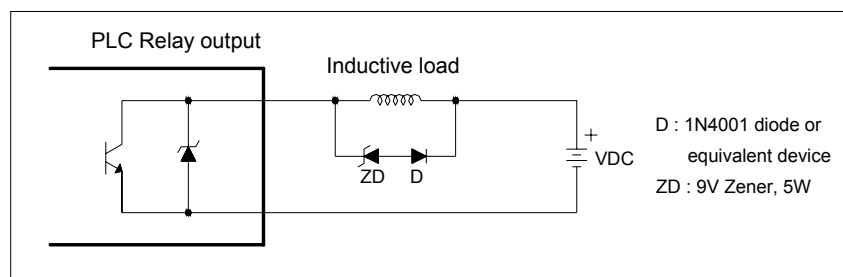 PLC Relay output
Inductive load
ZD D
+
VDC
D : 1N4001 diode or
equivalent device
ZD : 9V Zener, 5W